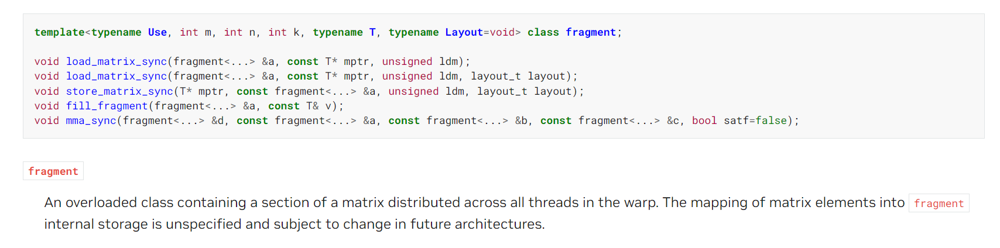 template<typename Use, int m, int n, int k, typename T, typename Layout=void> class fragment;
void load_matrix_sync(fragment<...> &a, const T* mptr, unsigned ldm);
void load_matrix_sync(fragment<...> &a, const T* mptr, unsigned ldm, layout_t layout);
void store_matrix_sync(T* mptr, const fragment<...> &a, unsigned ldm, layout_t layout);
void fill_fragment(fragment<...> &a, const T& v);
void mma_sync(fragment<...> &d, const fragment<...> &a, const fragment<...> &b, const fragment<...> &c, bool satf=false);
fragment
An overloaded class containing a section of a matrix distributed across all threads in the warp. The mapping of matrix elements into fragment
internal storage is unspecified and subject to change in future architectures.